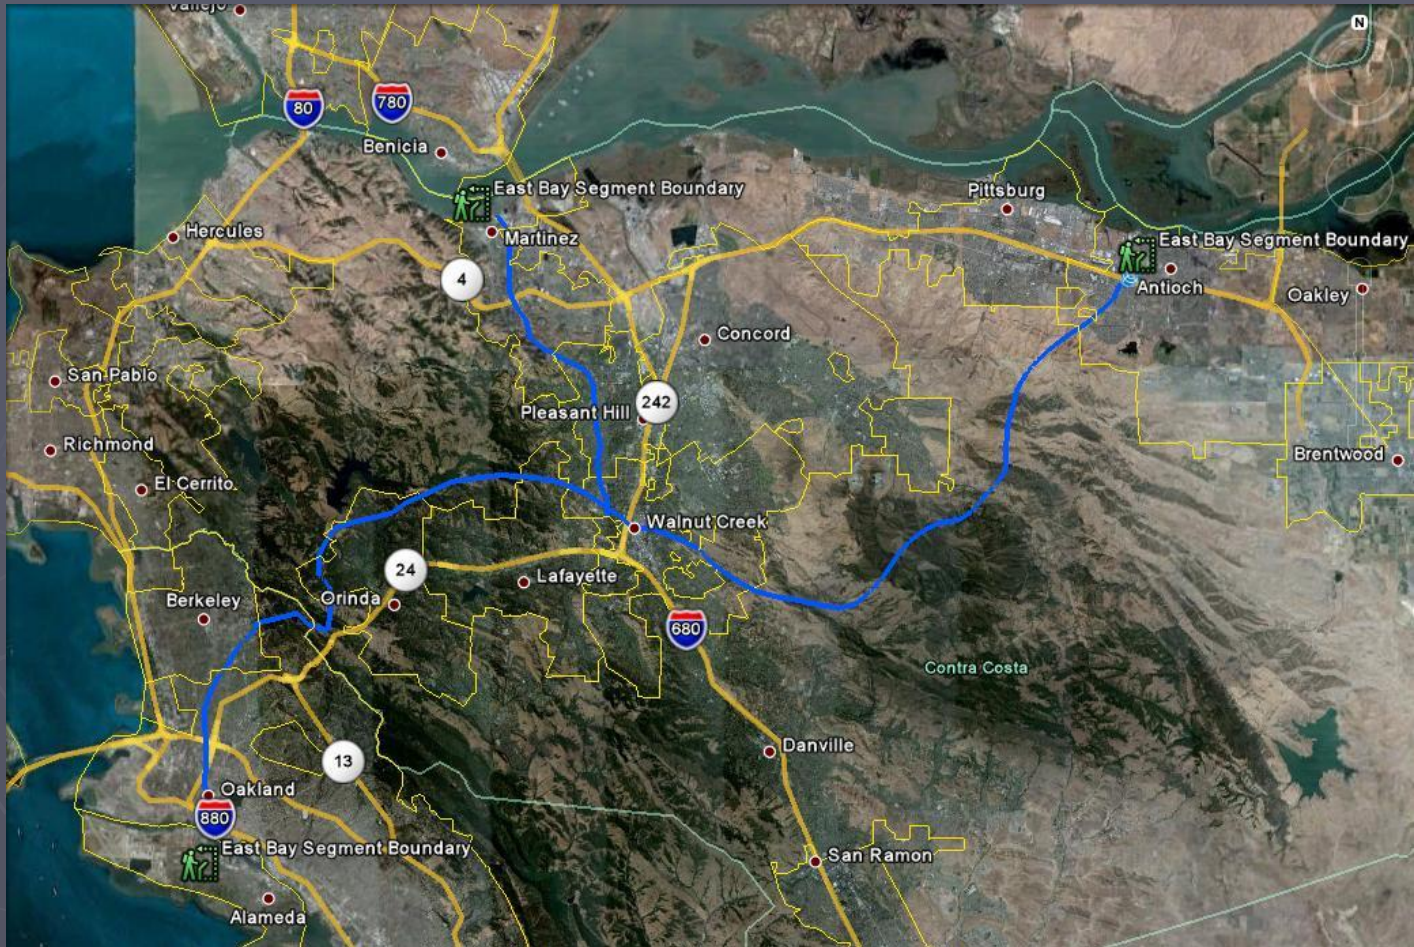 Vallejo
N
80
780
Benicia
East Bay Segment Boundary
Pittsburg
Hercules
Martinez
East Bay Segment Boundary
4
Antioch
Oakley
Concord
San Pablo
242
Pleasant Hill
Richmond
Brentwood
El Cerrito
Walnut Creek
24
Lafayette
Berkeley
Orinda
680
Contra Costa
Danville
13
Oakland
880
East Bay Segment Boundary
San Ramon
Alameda